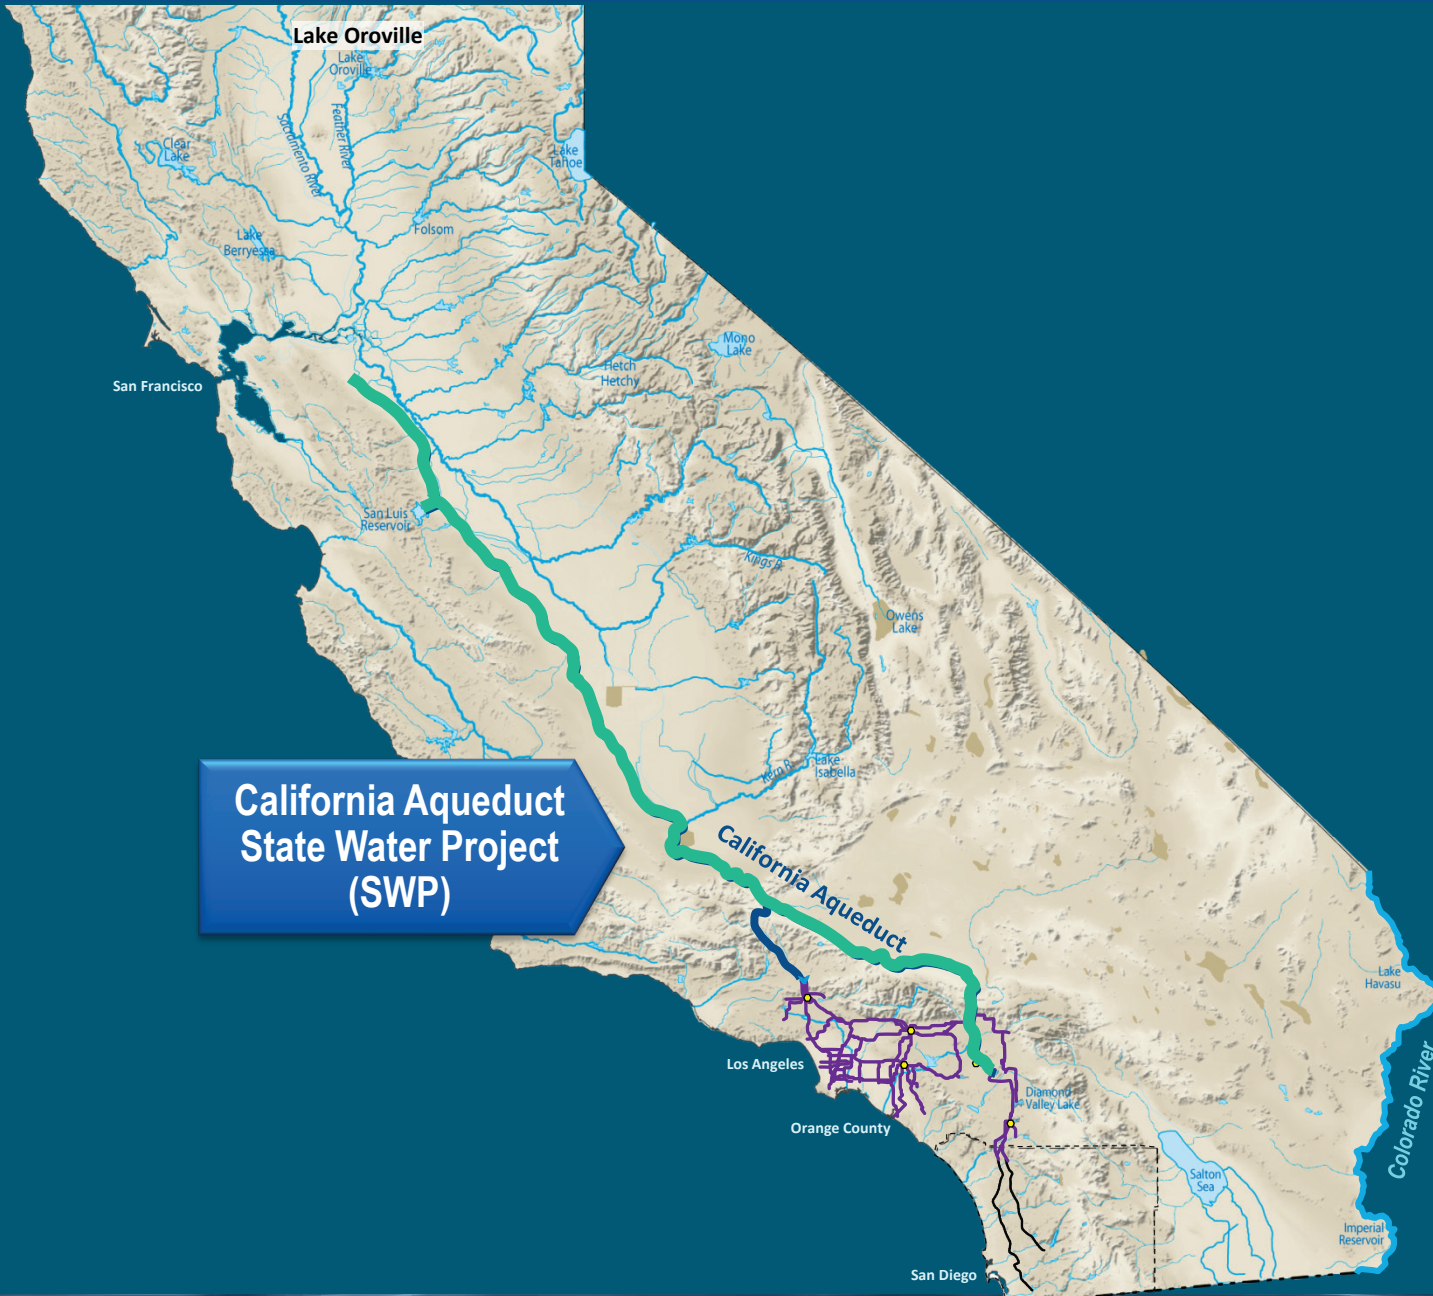 Lake Oroville
Lake
Oroville
Sacramento River
Feather River
Clear
Lake
Lake
Tahoe
Folsom
Lake
Berryessa
Mono
Lake
San Francisco
Hetch
Hetchy
San Luis
Reservoir
Kings R.
Owens
Lake
Kern R.
Lake
Isabella
California Aqueduct
State Water Project
(SWP)
California Aqueduct
Lake
Havasu
Los Angeles
Diamond
Valley Lake
Orange County
Colorado River
Salton
Sea
Imperial
Reservoir
San Diego